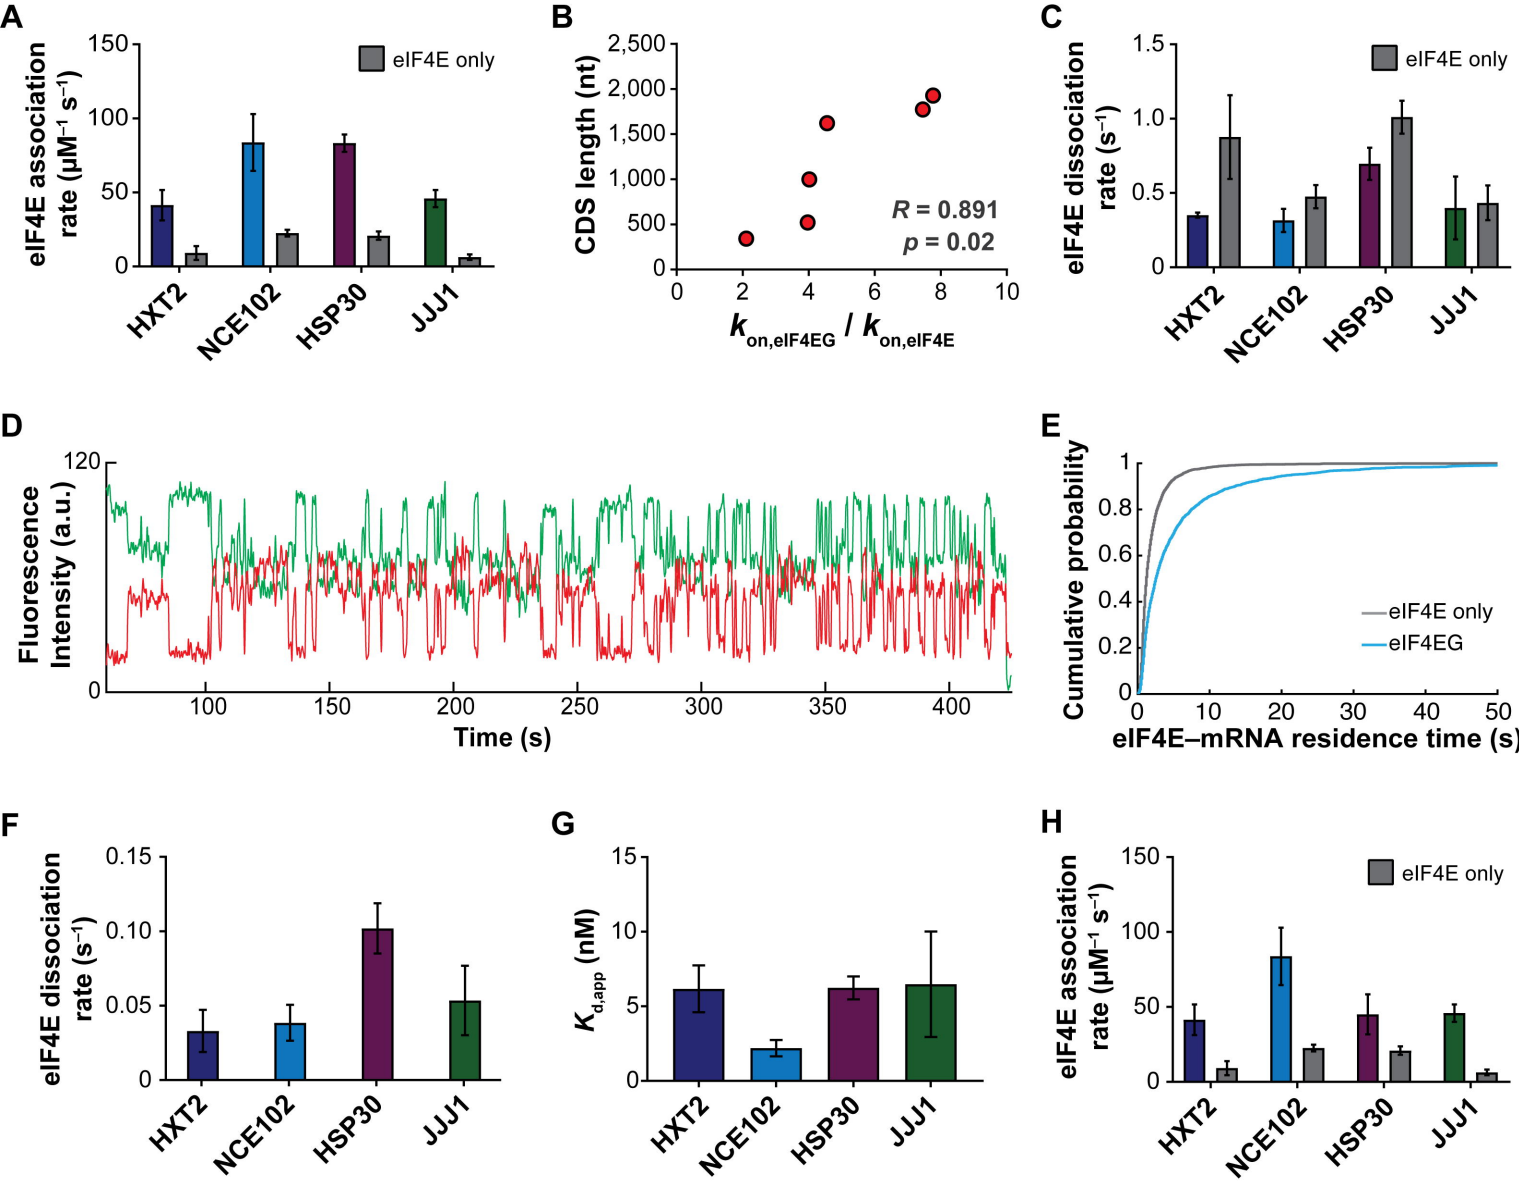 A
eIF4E association
rate (µM⁻¹ s⁻¹)
150
100
50
0
eIF4E only
HXT2
NCE102
HSP30
JJJ1
B
CDS length (nt)
2,500
2,000
1,500
1,000
500
0
R = 0.891
p = 0.02
0 2 4 6 8 10
kon,eIF4EG / kon,eIF4E
C
eIF4E dissociation
rate (s⁻¹)
1.5
1.0
0.5
0
eIF4E only
HXT2
NCE102
HSP30
JJJ1
D
Fluorescence
Intensity (a.u.)
120
0
100 150 200 250 300 350 400
Time (s)
E
Cumulative probability
1
0.8
0.6
0.4
0.2
0
eIF4E only
eIF4EG
0 10 20 30 40 50
eIF4E–mRNA residence time (s)
F
eIF4E dissociation
rate (s⁻¹)
0.15
0.10
0.05
0
HXT2
NCE102
HSP30
JJJ1
G
Kd,app (nM)
15
10
5
0
HXT2
NCE102
HSP30
JJJ1
H
eIF4E association
rate (µM⁻¹ s⁻¹)
150
100
50
0
eIF4E only
HXT2
NCE102
HSP30
JJJ1